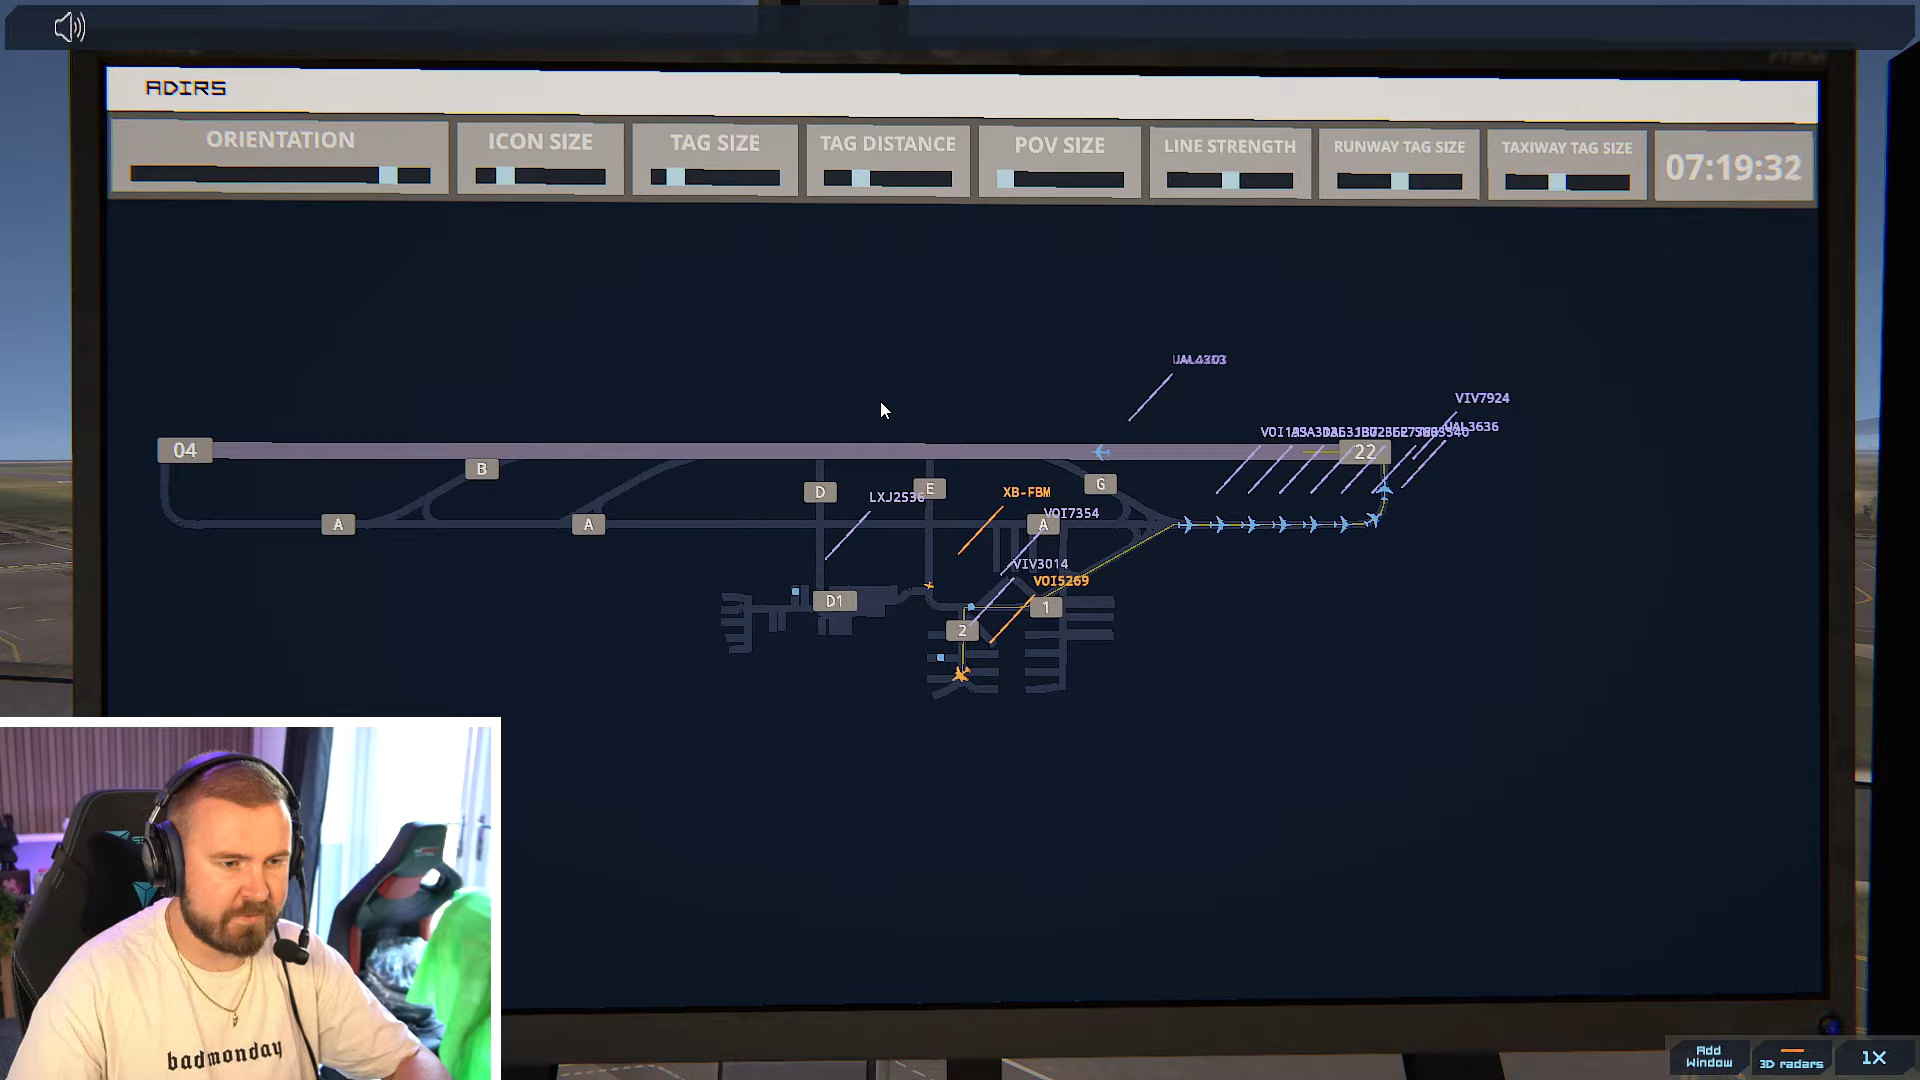 ADIRS
ORIENTATION
ICON SIZE
TAG SIZE
TAG DISTANCE
POV SIZE
LINE STRENGTH
RUNWAY TAG SIZE
TAXIWAY TAG SIZE
07:19:32
VIV7924
UAL3636
04
22
B
D
E
G
LXJ2536
XB-FBM
VOI7354
A
A
A
VIV3014
VOI5269
D1
1
2
bad monday
Add Window
3D radars
1X